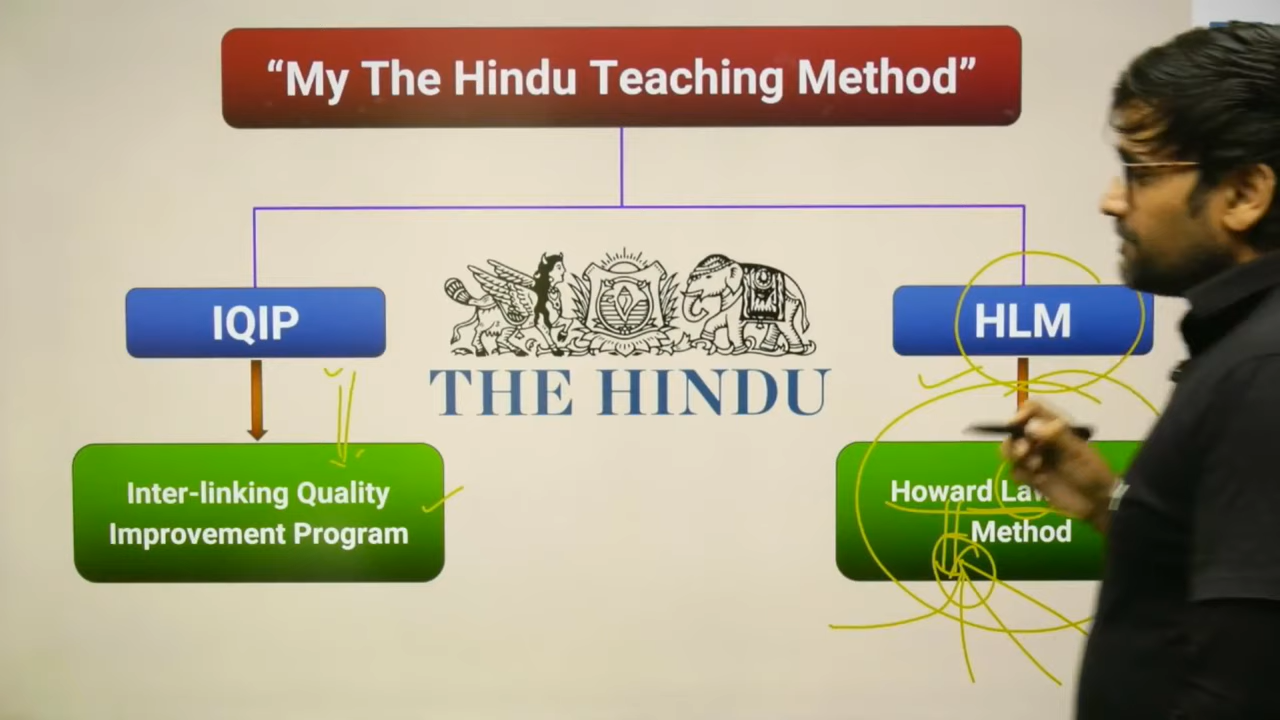 “My The Hindu Teaching Method”
IQIP
HLM
THE HINDU
Inter-linking Quality
Improvement Program
Howard
Method